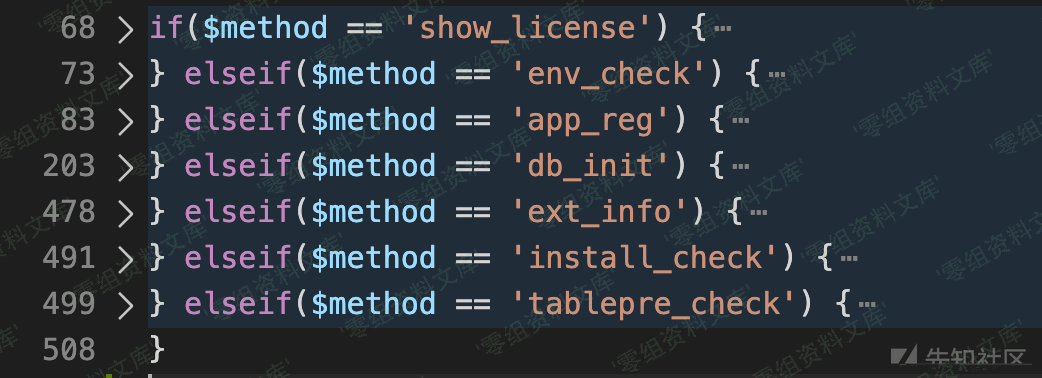 68 if($method == 'show_license') {…
73 } elseif($method == 'env_check') {…
83 } elseif($method == 'app_reg') {…
203 } elseif($method == 'db_init') {…
478 } elseif($method == 'ext_info') {…
491 } elseif($method == 'install_check') {…
499 } elseif($method == 'tablepre_check') {…
508 }
'零组资料文库'
先知社区